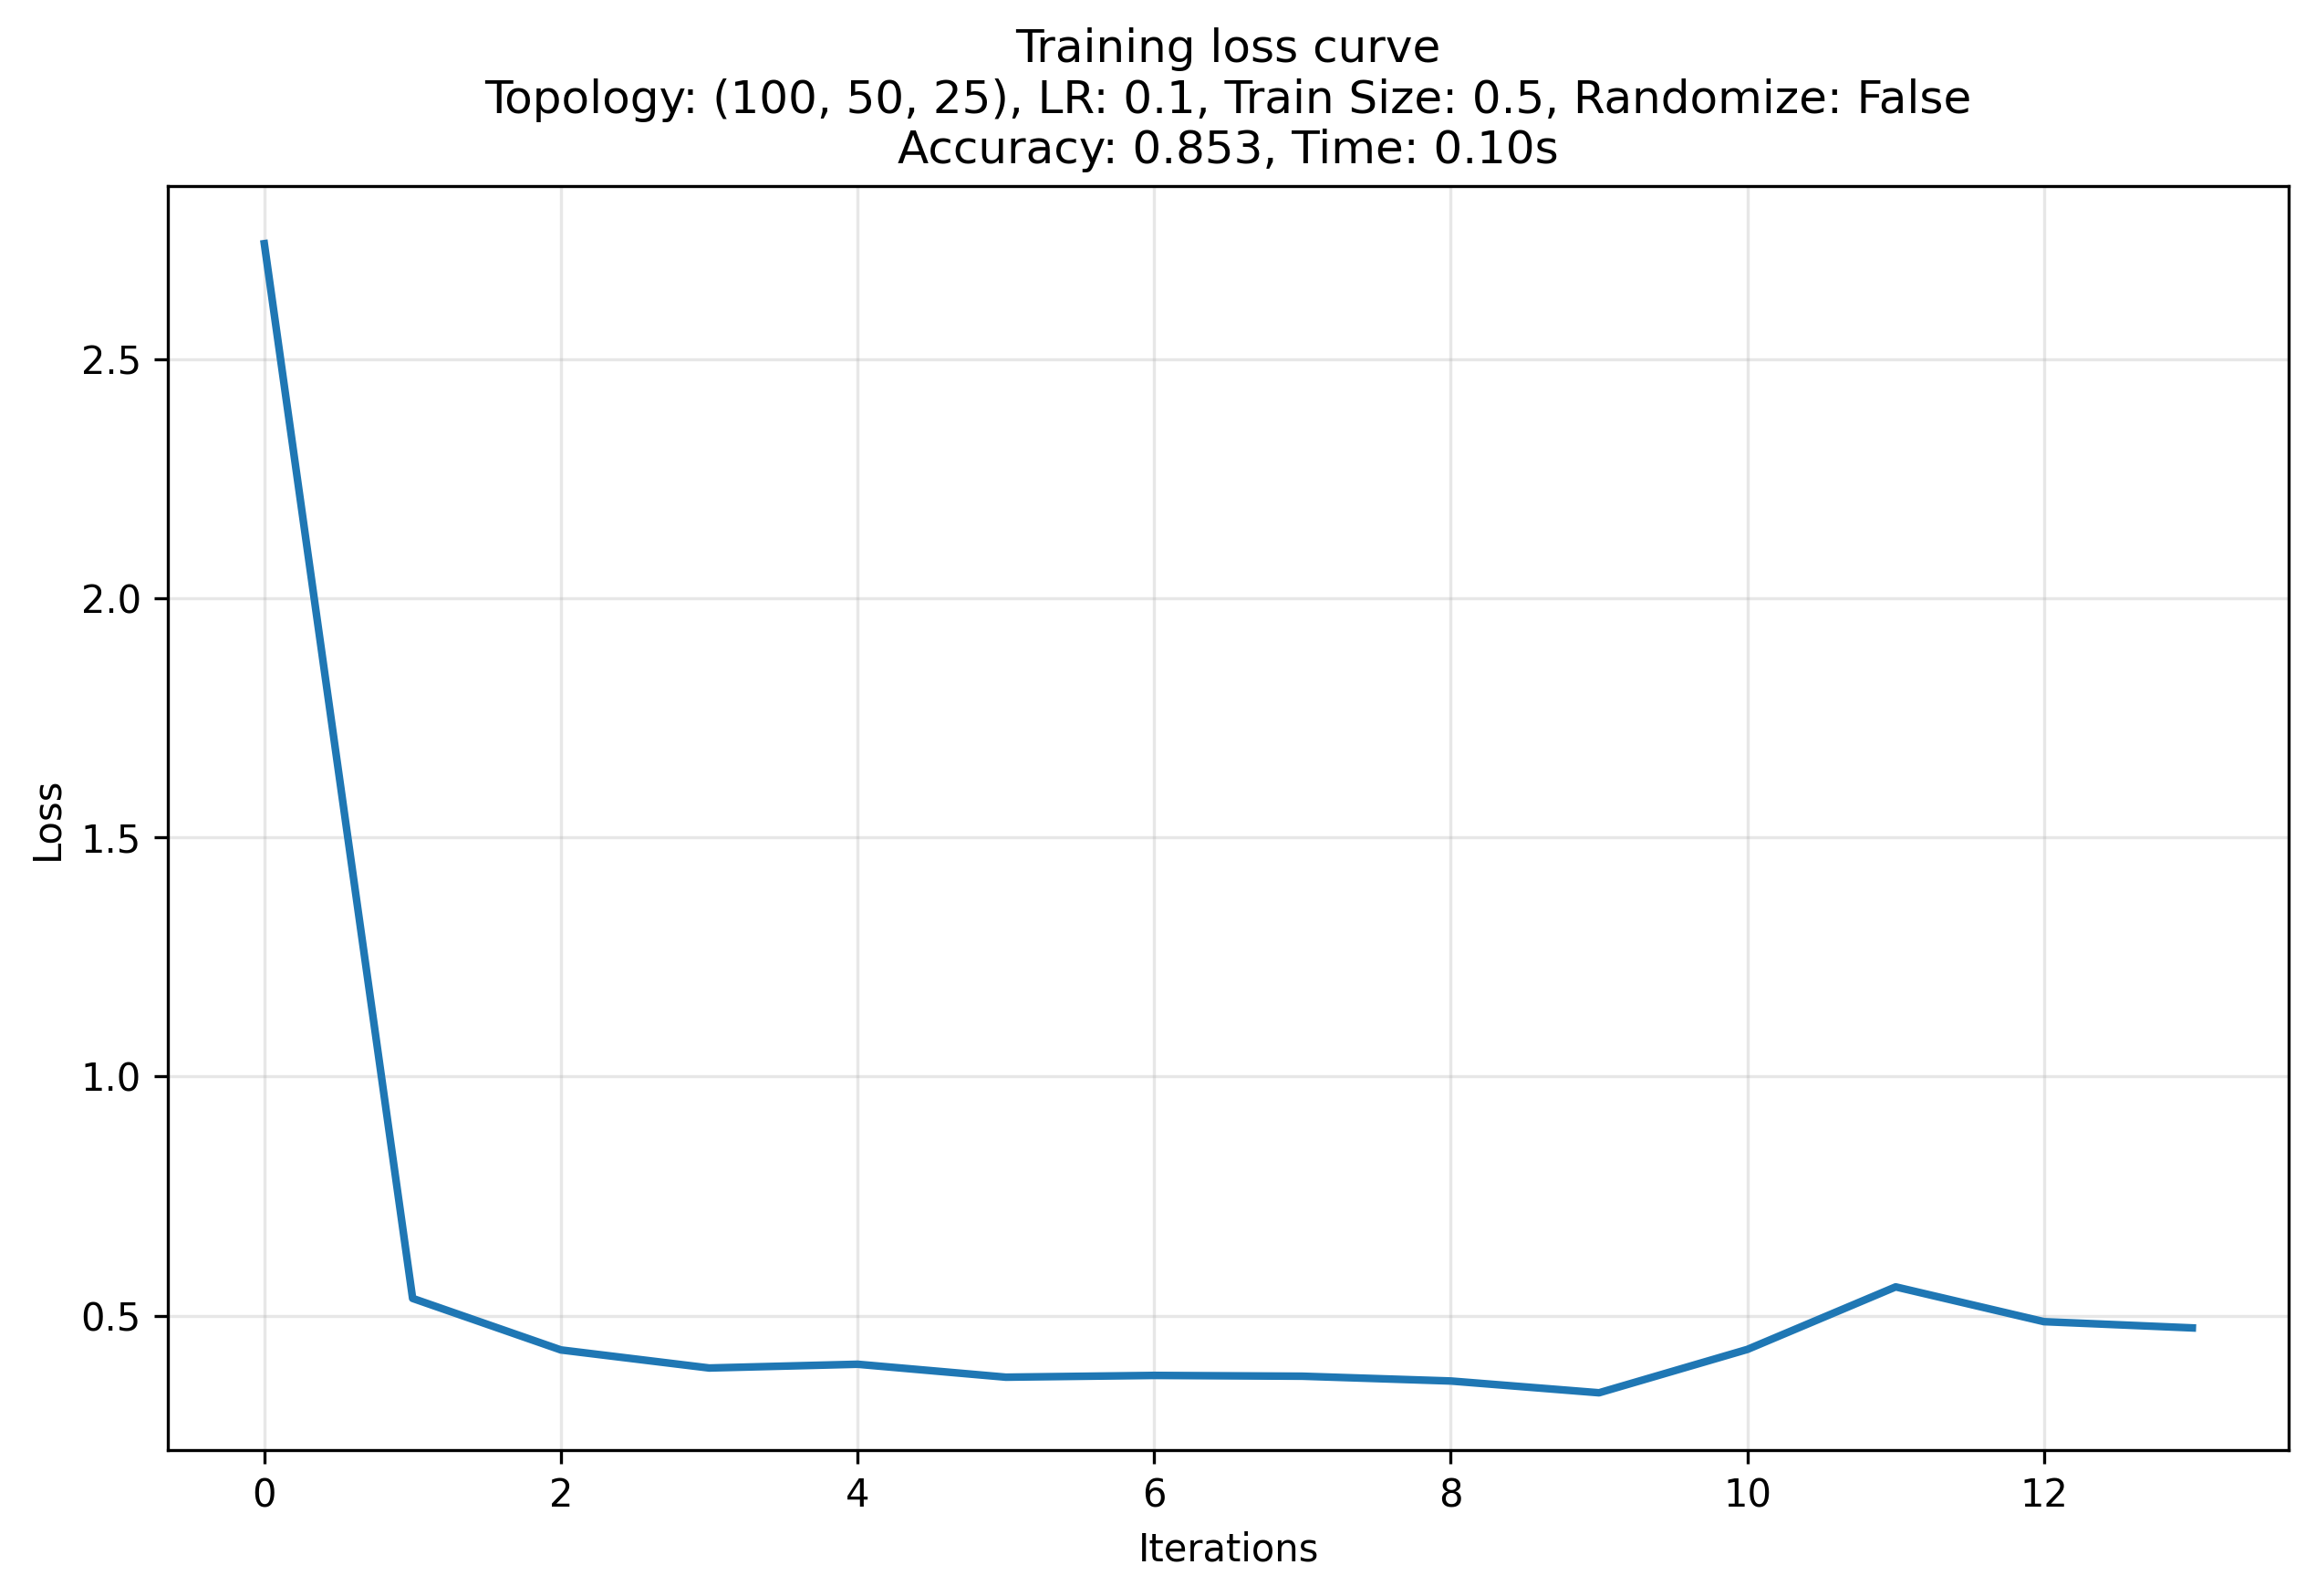 Training loss curve
Topology: (100, 50, 25), LR: 0.1, Train Size: 0.5, Randomize: False
Accuracy: 0.853, Time: 0.10s
Loss
2.5
2.0
1.5
1.0
0.5
0 2 4 6 8 10 12
Iterations